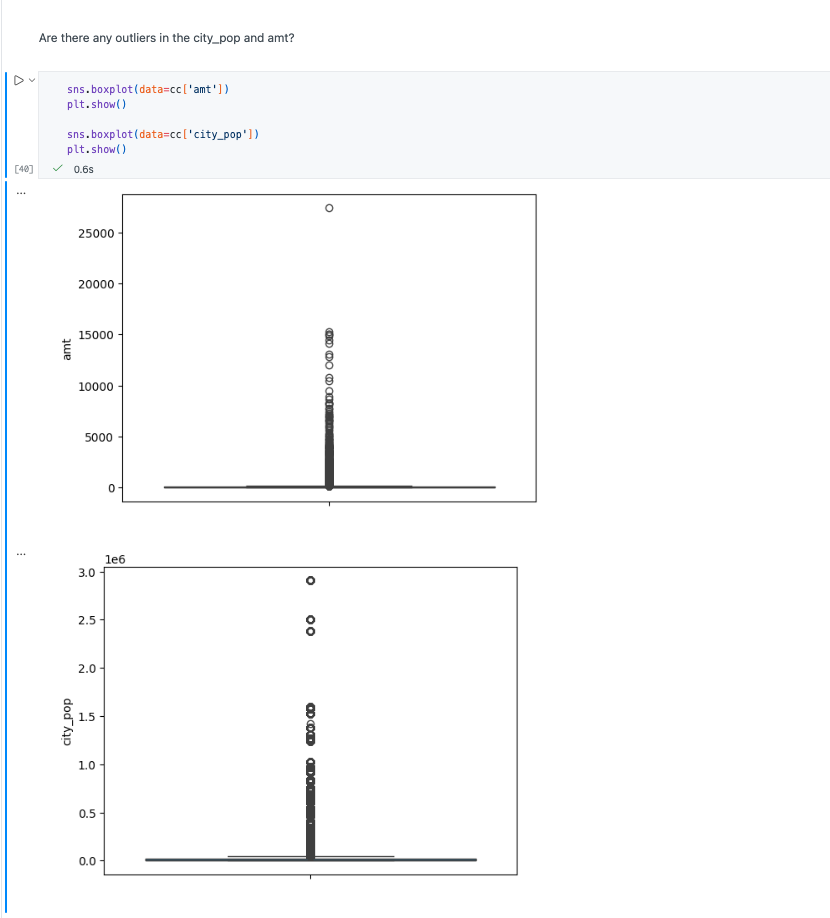 Are there any outliers in the city_pop and amt?
sns.boxplot(data=cc['amt'])
plt.show()
sns.boxplot(data=cc['city_pop'])
plt.show()
[40]
0.6s
...
25000
20000
15000
10000
5000
0
amt
...
1e6
3.0
2.5
2.0
1.5
1.0
0.5
0.0
city_pop